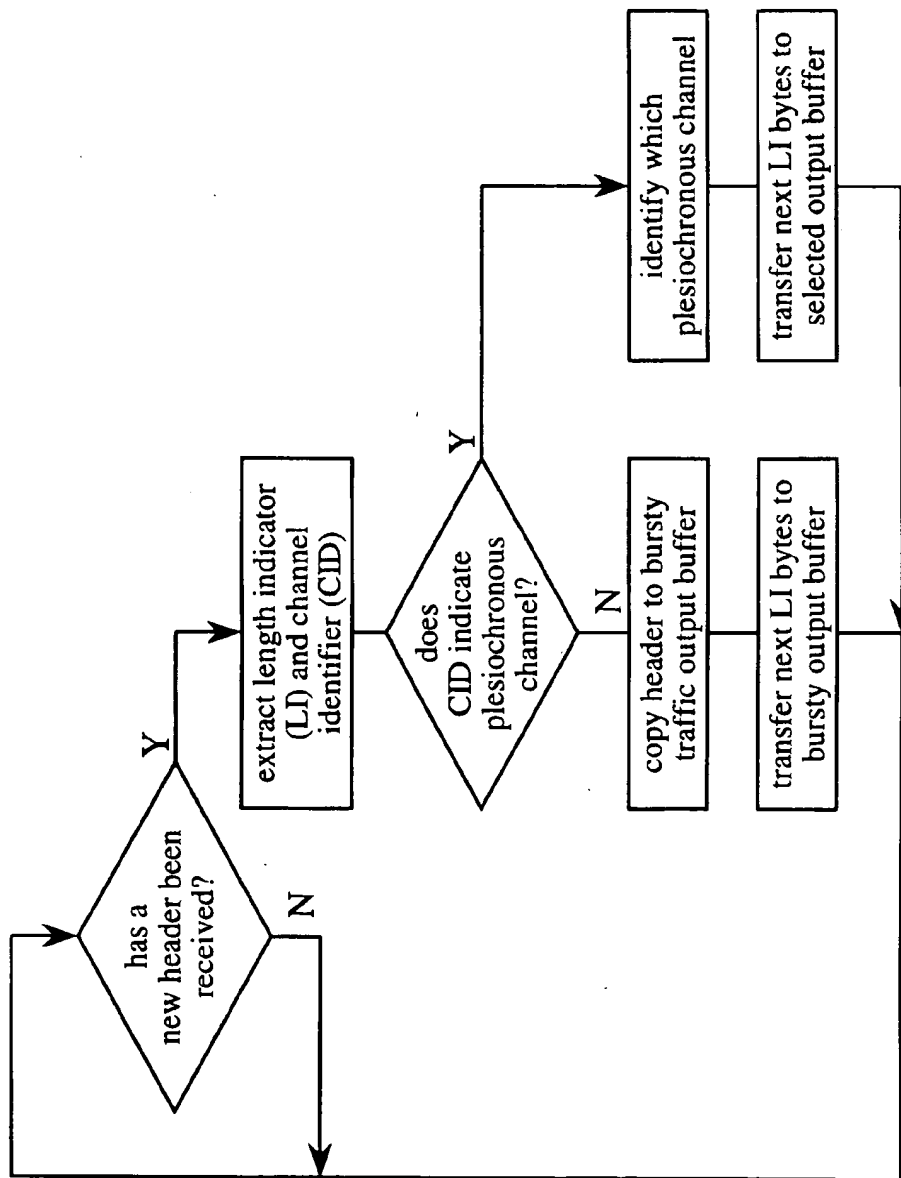 has a
new header been
received?
Y
N
extract length indicator
(LI) and channel
identifier (CID)
does
CID indicate
plesiochronous
channel?
Y
N
copy header to bursty
traffic output buffer
transfer next LI bytes to
bursty output buffer
identify which
plesiochronous channel
transfer next LI bytes to
selected output buffer